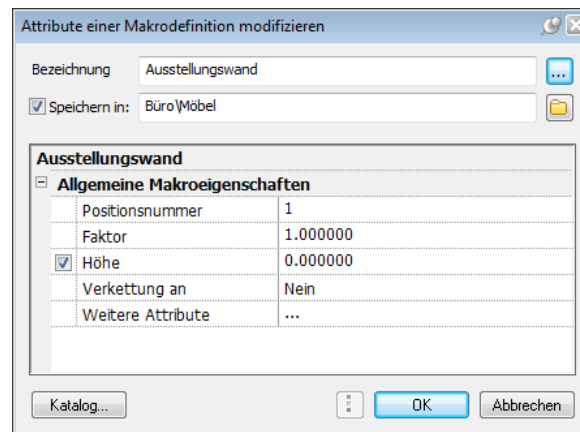 Attribute einer Makrodefinition modifizieren
Bezeichnung Ausstellungswand ...
Speichern in: Büro\Möbel
Ausstellungswand
Allgemeine Makroeigenschaften
Positionsnummer 1
Faktor 1.000000
Höhe 0.000000
Verkettung an Nein
Weitere Attribute ...
Katalog... OK Abbrechen